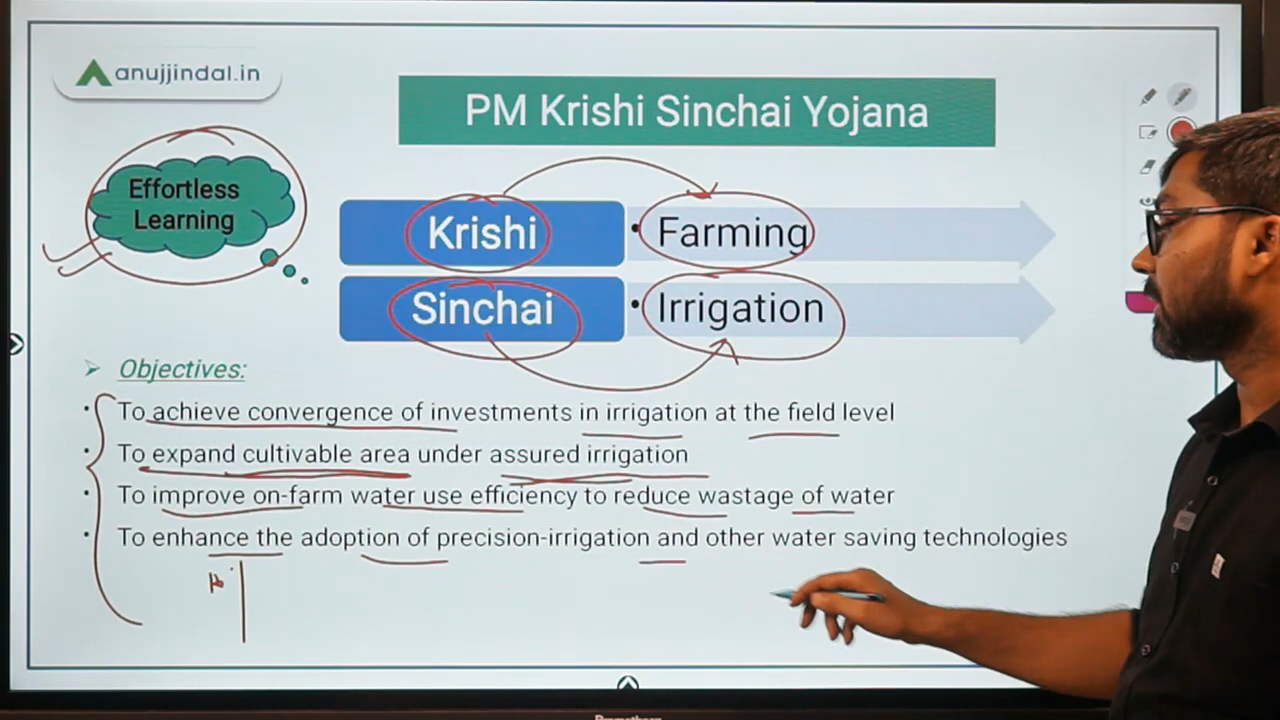 anujjindal.in
PM Krishi Sinchai Yojana
Effortless
Learning
Krishi
• Farming
Sinchai
• Irrigation
➢ Objectives:
• To achieve convergence of investments in irrigation at the field level
• To expand cultivable area under assured irrigation
• To improve on-farm water use efficiency to reduce wastage of water
• To enhance the adoption of precision-irrigation and other water saving technologies